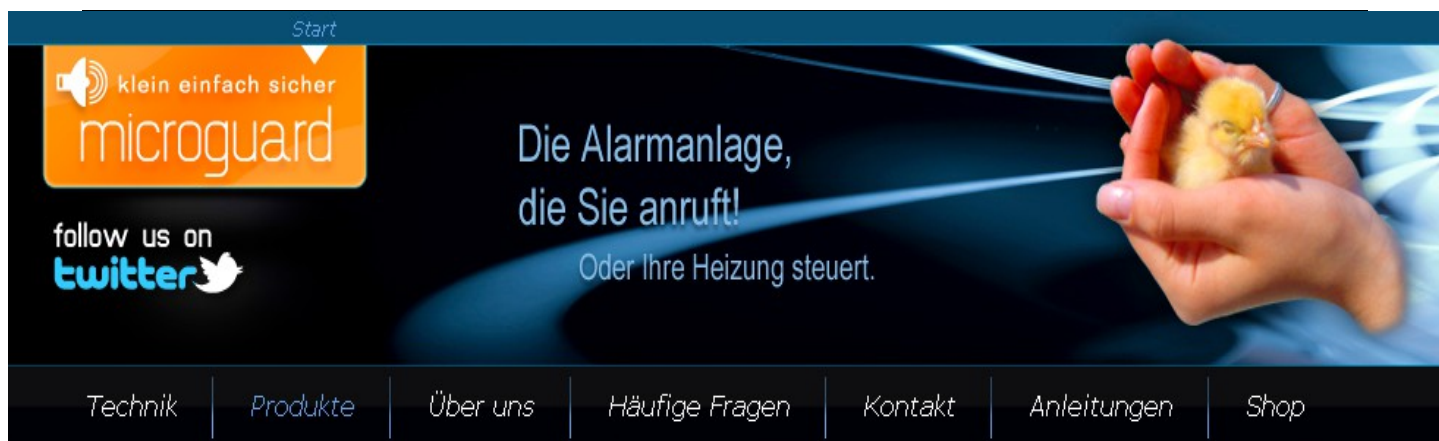 Start
klein einfach sicher
microguard
Die Alarmanlage,
die Sie anruft!
Oder Ihre Heizung steuert.
follow us on
twitter
Technik Produkte Über uns Häufige Fragen Kontakt Anleitungen Shop